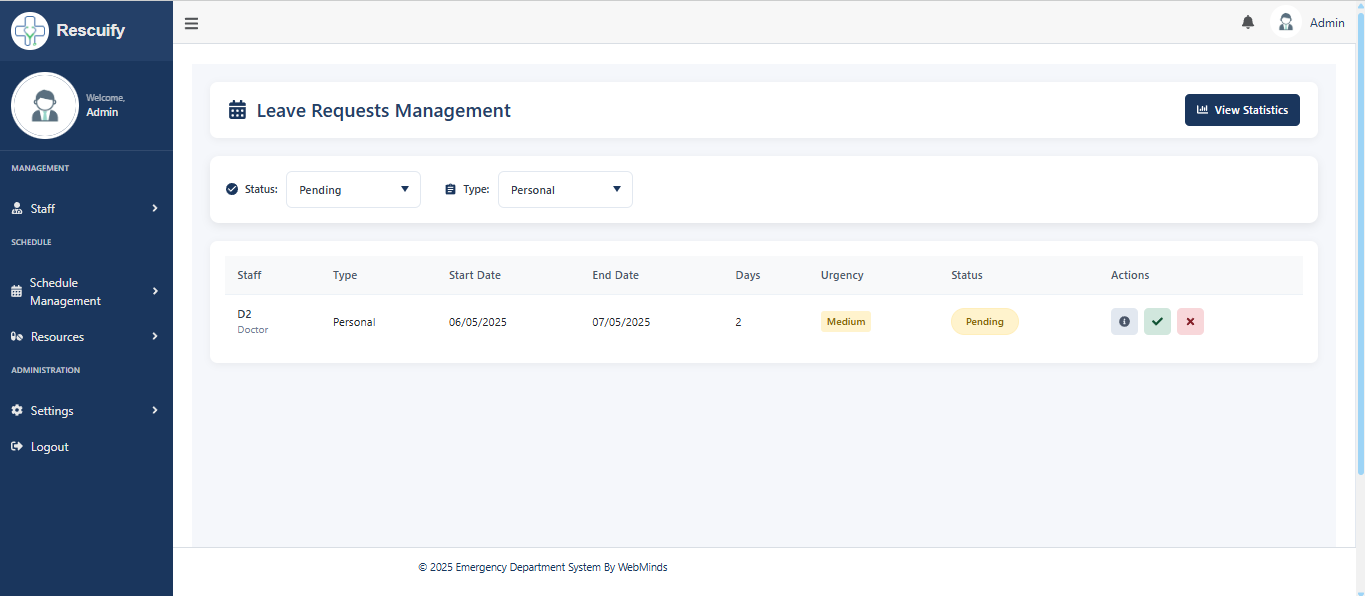 Rescuify
Admin
Welcome,
Admin
MANAGEMENT
Staff
SCHEDULE
Schedule
Management
Resources
ADMINISTRATION
Settings
Logout
Leave Requests Management
View Statistics
Status: Pending Type: Personal
Staff Type Start Date End Date Days Urgency Status Actions
D2
Doctor
Personal 06/05/2025 07/05/2025 2 Medium Pending
© 2025 Emergency Department System By WebMinds